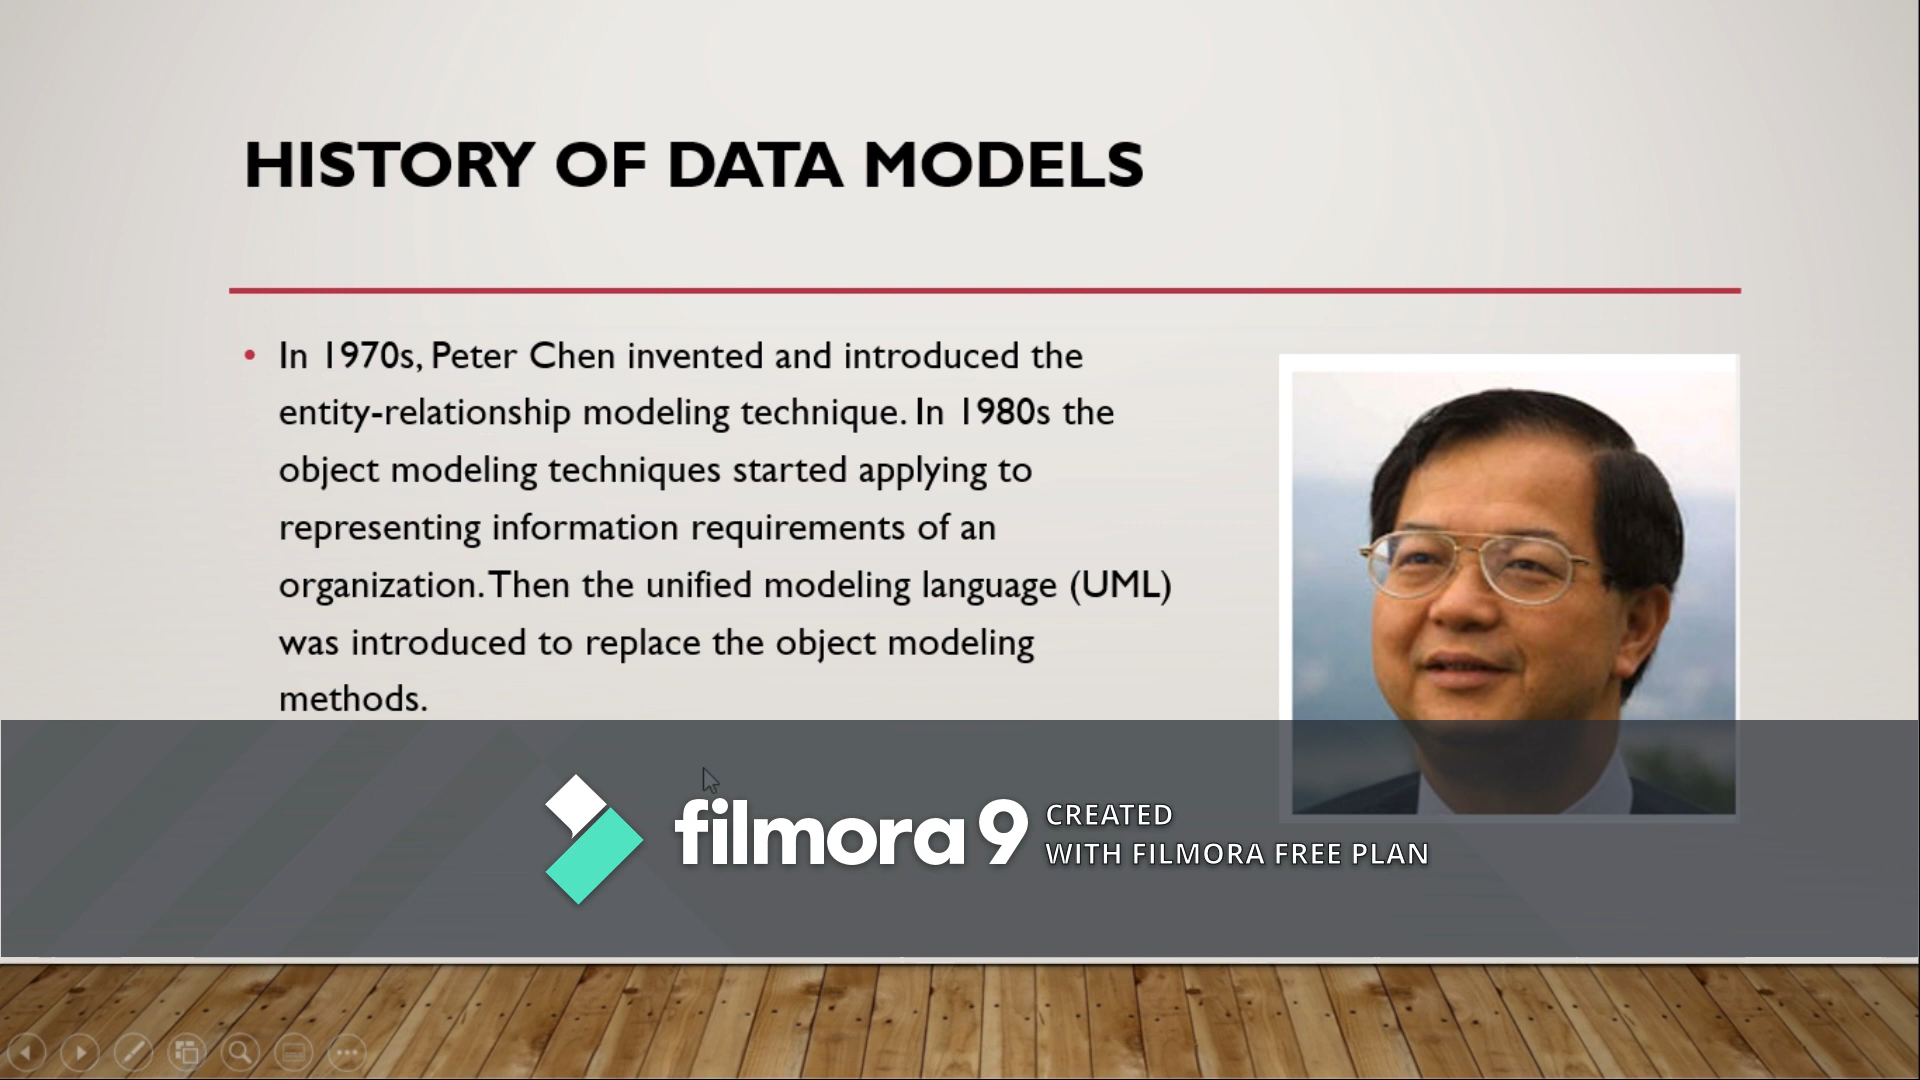 HISTORY OF DATA MODELS
• In 1970s, Peter Chen invented and introduced the
entity-relationship modeling technique. In 1980s the
object modeling techniques started applying to
representing information requirements of an
organization. Then the unified modeling language (UML)
was introduced to replace the object modeling
methods.
filmora 9
CREATED
WITH FILMORA FREE PLAN